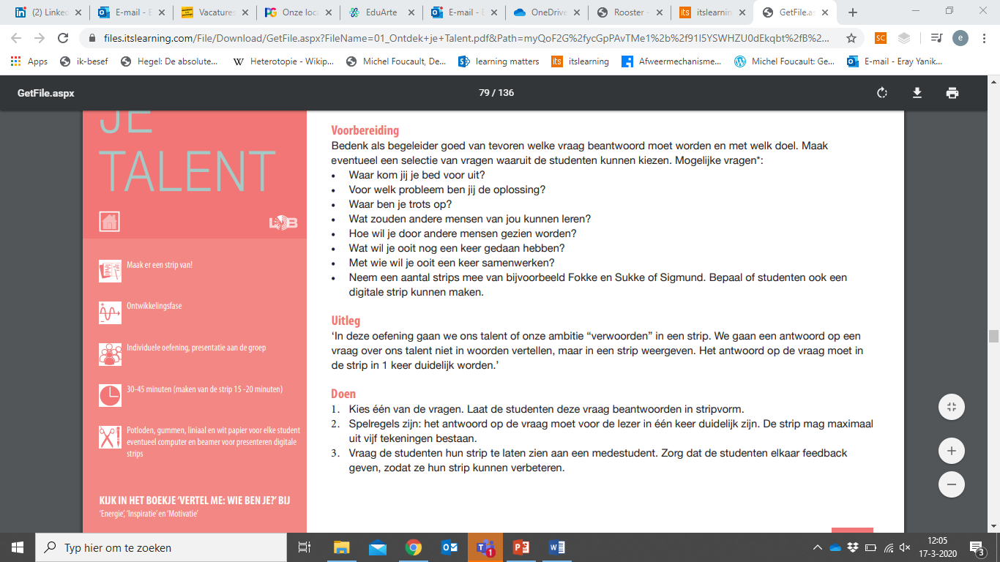 (2) Linked
E-mail - E
Vacatures
Onze loca
EduArte
E-mail - E
OneDrive
Rooster -
itslearnin
GetFile.as
files.itslearning.com/File/Download/GetFile.aspx?FileName=01_Ontdek+je+Talent.pdf&Path=myQoF2G%2fycGpPAvTMe1%2b%2f91l5YSWHZU0dEkqbt%2fB%2...
SC
e
Apps
ik-besef
Hegel: De absolute...
W Heterotopie - Wikip...
Michel Foucault, De...
learning matters
its itslearning
Afweermechanisme...
Michel Foucault: Ge...
E-mail - Eray Yanik...
GetFile.aspx
79 / 136
JE
TALENT
LOB
Maak er een strip van!
Ontwikkelingsfase
Individuele oefening, presentatie aan de groep
30-45 minuten (maken van de strip 15 -20 minuten)
Potloden, gummen, liniaal en wit papier voor elke student
eventueel computer en beamer voor presenteren digitale
strips
KIJK IN HET BOEKJE ‘VERTEL ME: WIE BEN JE?’ BIJ
‘Energie’, ‘Inspiratie’ en ‘Motivatie’
Voorbereiding
Bedenk als begeleider goed van tevoren welke vraag beantwoord moet worden en met welk doel. Maak
eventueel een selectie van vragen waaruit de studenten kunnen kiezen. Mogelijke vragen*:
• Waar kom jij je bed voor uit?
• Voor welk probleem ben jij de oplossing?
• Waar ben je trots op?
• Wat zouden andere mensen van jou kunnen leren?
• Hoe wil je door andere mensen gezien worden?
• Wat wil je ooit nog een keer gedaan hebben?
• Met wie wil je ooit een keer samenwerken?
• Neem een aantal strips mee van bijvoorbeeld Fokke en Sukke of Sigmund. Bepaal of studenten ook een
digitale strip kunnen maken.
Uitleg
‘In deze oefening gaan we ons talent of onze ambitie “verwoorden” in een strip. We gaan een antwoord op een
vraag over ons talent niet in woorden vertellen, maar in een strip weergeven. Het antwoord op de vraag moet in
de strip in 1 keer duidelijk worden.’
Doen
1. Kies één van de vragen. Laat de studenten deze vraag beantwoorden in stripvorm.
2. Spelregels zijn: het antwoord op de vraag moet voor de lezer in één keer duidelijk zijn. De strip mag maximaal
uit vijf tekeningen bestaan.
3. Vraag de studenten hun strip te laten zien aan een medestudent. Zorg dat de studenten elkaar feedback
geven, zodat ze hun strip kunnen verbeteren.
Typ hier om te zoeken
12:05
17-3-2020
3